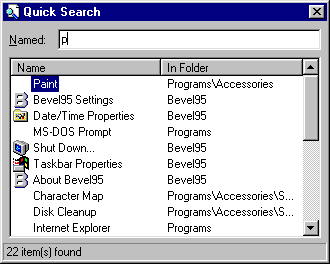 Quick Search
Named: p
Name In Folder
Paint Programs\Accessories
Bevel95 Settings Bevel95
Date/Time Properties Bevel95
MS-DOS Prompt Programs
Shut Down... Bevel95
Taskbar Properties Bevel95
About Bevel95 Bevel95
Character Map Programs\Accessories\S...
Disk Cleanup Programs\Accessories\S...
Internet Explorer Programs
22 item(s) found